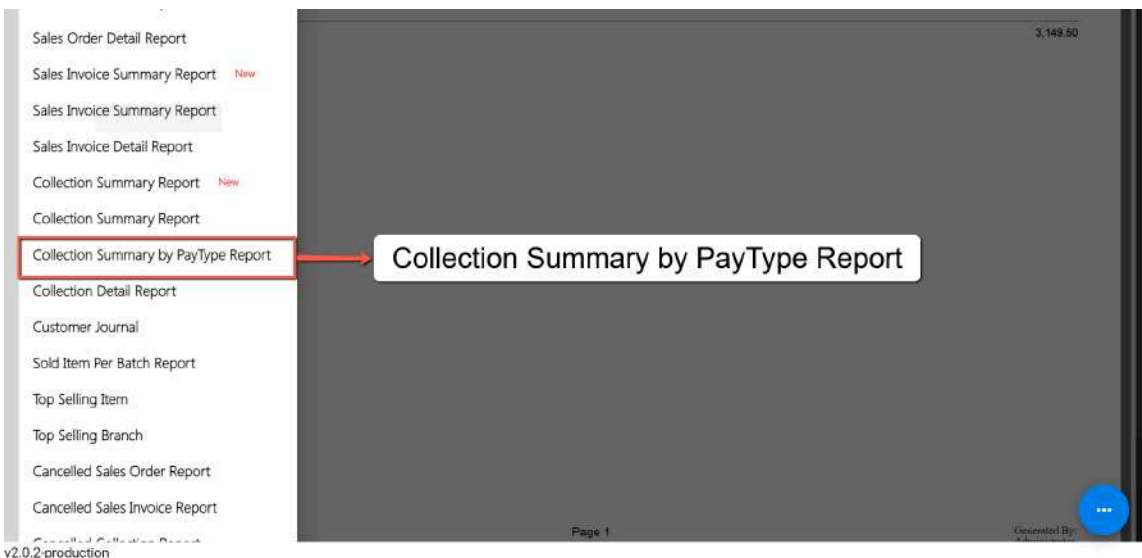 Sales Order Detail Report
3,149.50
Sales Invoice Summary Report New
Sales Invoice Summary Report
Sales Invoice Detail Report
Collection Summary Report New
Collection Summary Report
Collection Summary by PayType Report
Collection Summary by PayType Report
Collection Detail Report
Customer Journal
Sold Item Per Batch Report
Top Selling Item
Top Selling Branch
Cancelled Sales Order Report
Cancelled Sales Invoice Report
Page 1
Generated By:
v2.0.2-production